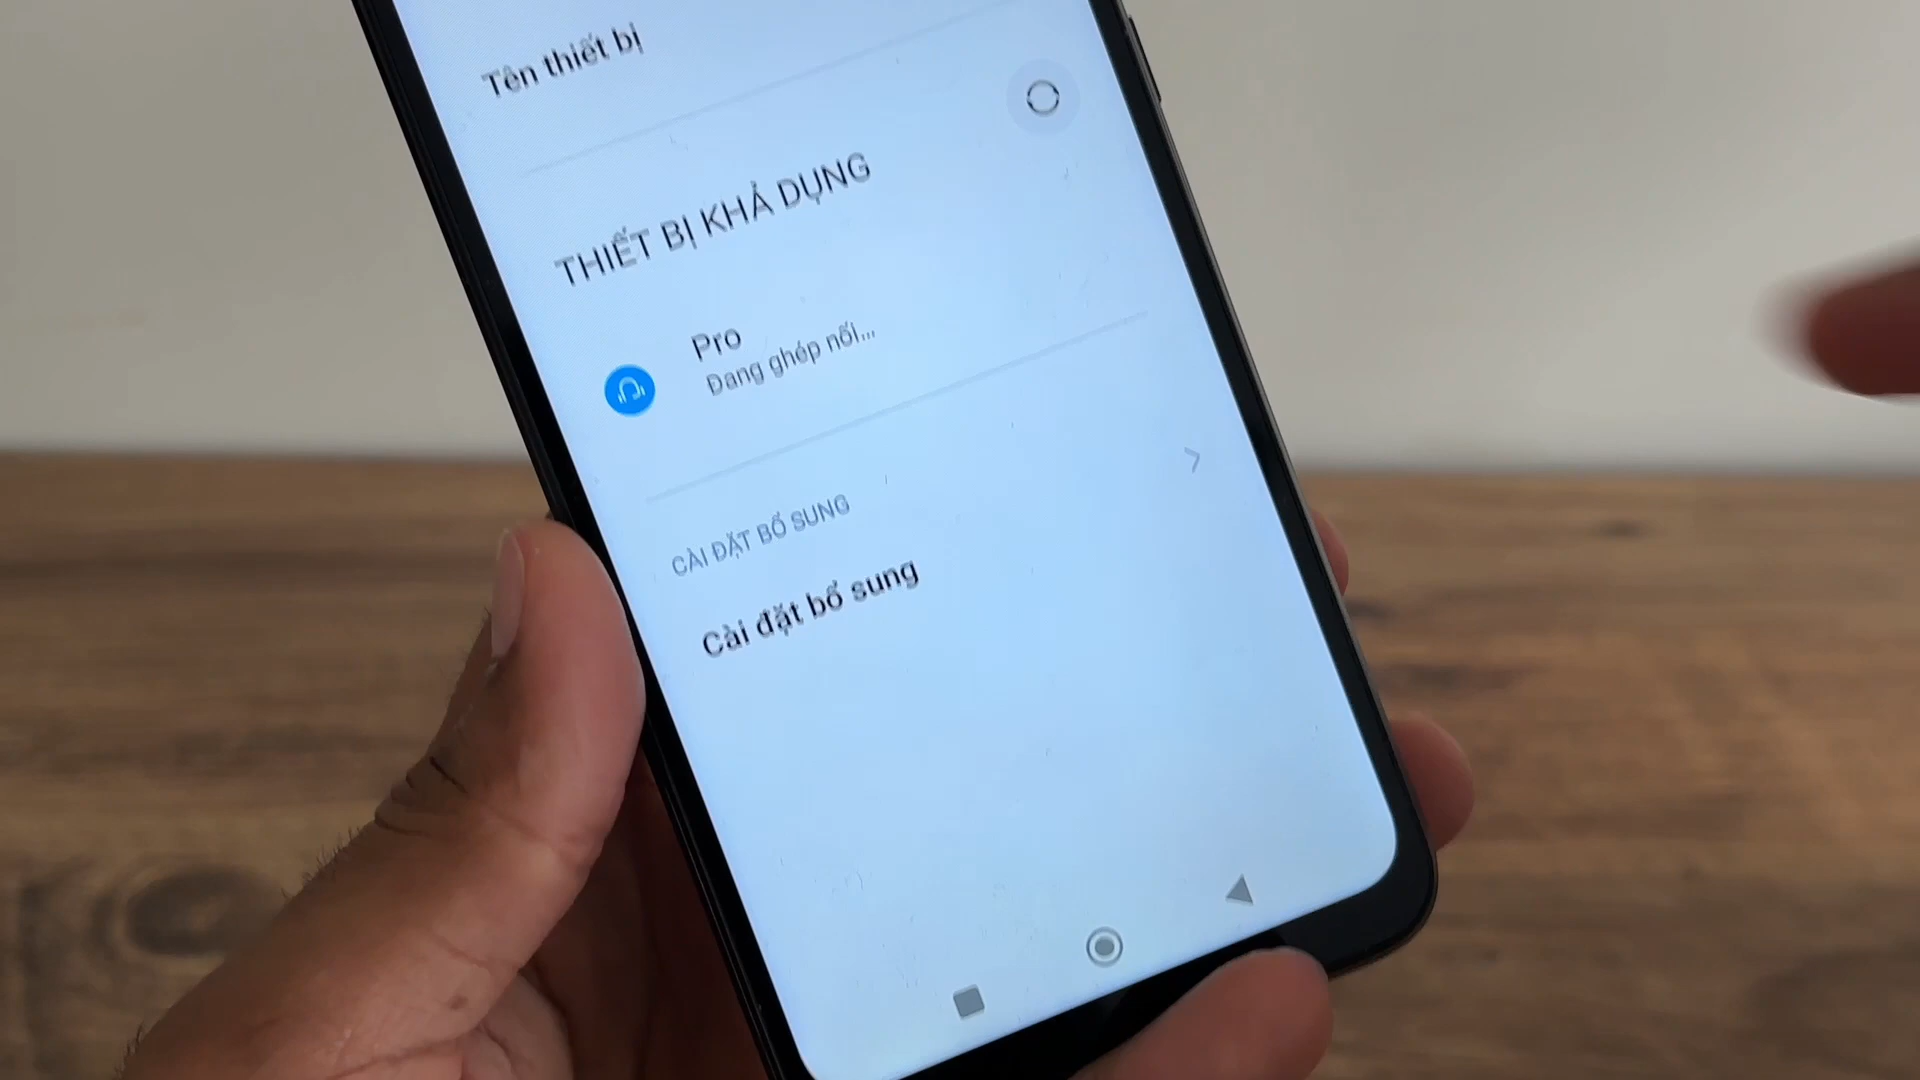 Tên thiết bị
THIẾT BỊ KHẢ DỤNG
Pro
Đang ghép nối...
CÀI ĐẶT BỔ SUNG
Cài đặt bổ sung